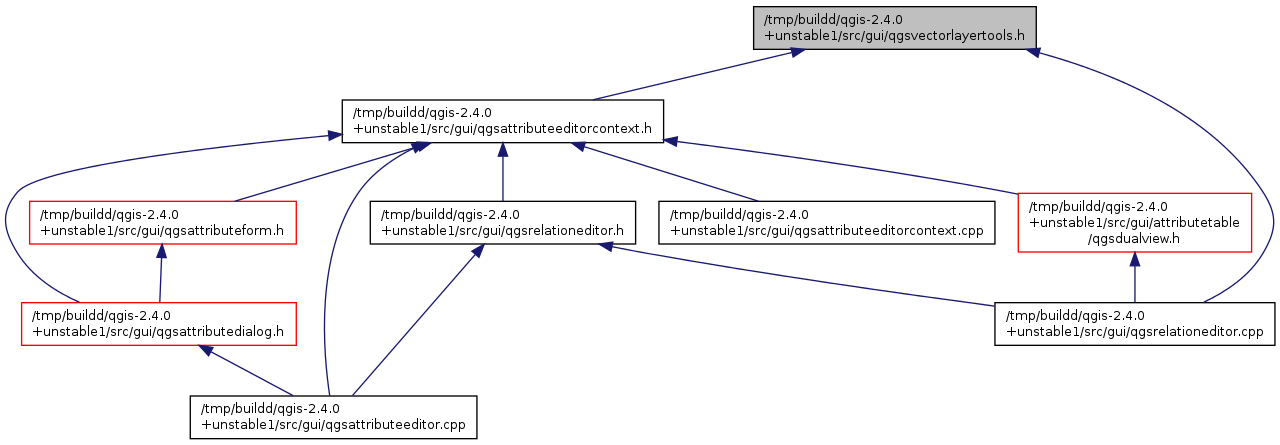 /tmp/buildd/qgis-2.4.0
+unstable1/src/gui/qgsvectorlayertools.h
/tmp/buildd/qgis-2.4.0
+unstable1/src/gui/qgsattributeeditorcontext.h
/tmp/buildd/qgis-2.4.0
+unstable1/src/gui/qgsattributeform.h
/tmp/buildd/qgis-2.4.0
+unstable1/src/gui/qgsrelationeditor.h
/tmp/buildd/qgis-2.4.0
+unstable1/src/gui/qgsattributeeditorcontext.cpp
/tmp/buildd/qgis-2.4.0
+unstable1/src/gui/attributetable
/qgsdualview.h
/tmp/buildd/qgis-2.4.0
+unstable1/src/gui/qgsattributedialog.h
/tmp/buildd/qgis-2.4.0
+unstable1/src/gui/qgsrelationeditor.cpp
/tmp/buildd/qgis-2.4.0
+unstable1/src/gui/qgsattributeeditor.cpp